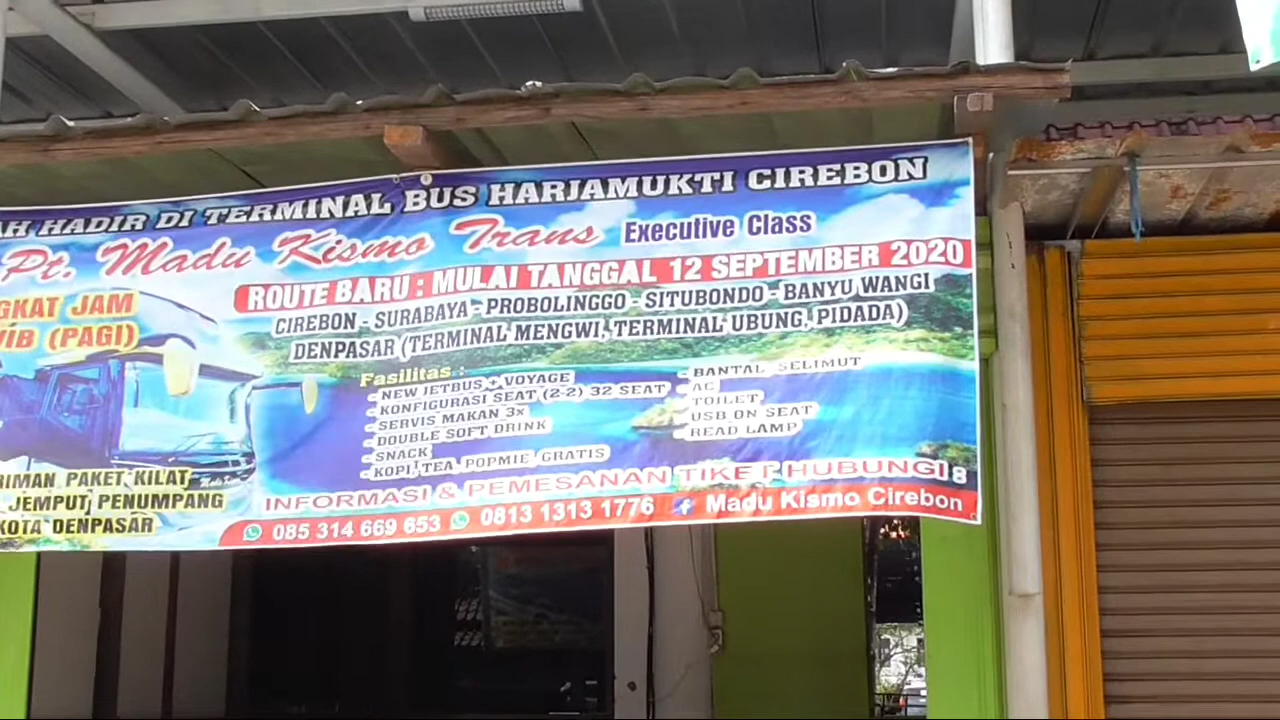 AH HADIR DI TERMINAL BUS HARJAMUKTI CIREBON
Pt. Madu Kismo Trans Executive Class
GKAT JAM
WIB (PAGI)
ROUTE BARU : MULAI TANGGAL 12 SEPTEMBER 2020
CIREBON - SURABAYA - PROBOLINGGO - SITUBONDO - BANYU WANGI
DENPASAR (TERMINAL MENGWI, TERMINAL UBUNG, PIDADA)
Fasilitas :
- NEW JETBUS + VOYAGE
- KONFIGURASI SEAT (2-2) 32 SEAT
- SERVIS MAKAN 3x
- DOUBLE SOFT DRINK
- SNACK
- KOPI, TEA, POPMIE, GRATIS
- BANTAL SELIMUT
- AC
- TOILET
- USB ON SEAT
- READ LAMP
RIMAN PAKET KILAT
JEMPUT PENUMPANG
KOTA DENPASAR
INFORMASI & PEMESANAN TIKET HUBUNGI :
085 314 669 653 0813 1313 1776 Madu Kismo Cirebon